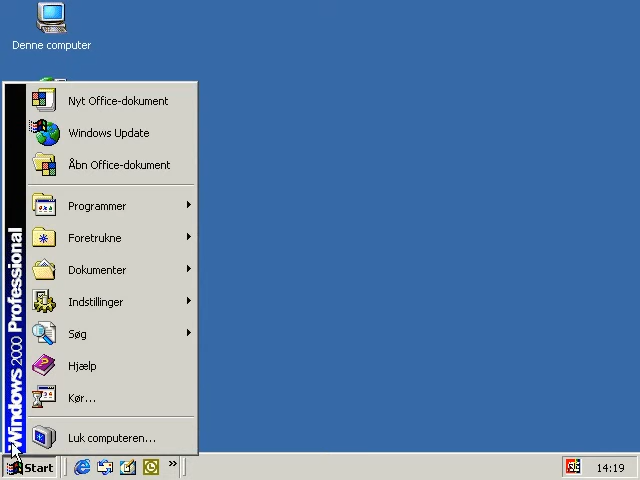 Denne computer
Nyt Office-dokument
Windows Update
Åbn Office-dokument
Programmer
Foretrukne
Dokumenter
Indstillinger
Søg
Hjælp
Kør...
Luk computeren...
Windows 2000 Professional
Start
»
14:19